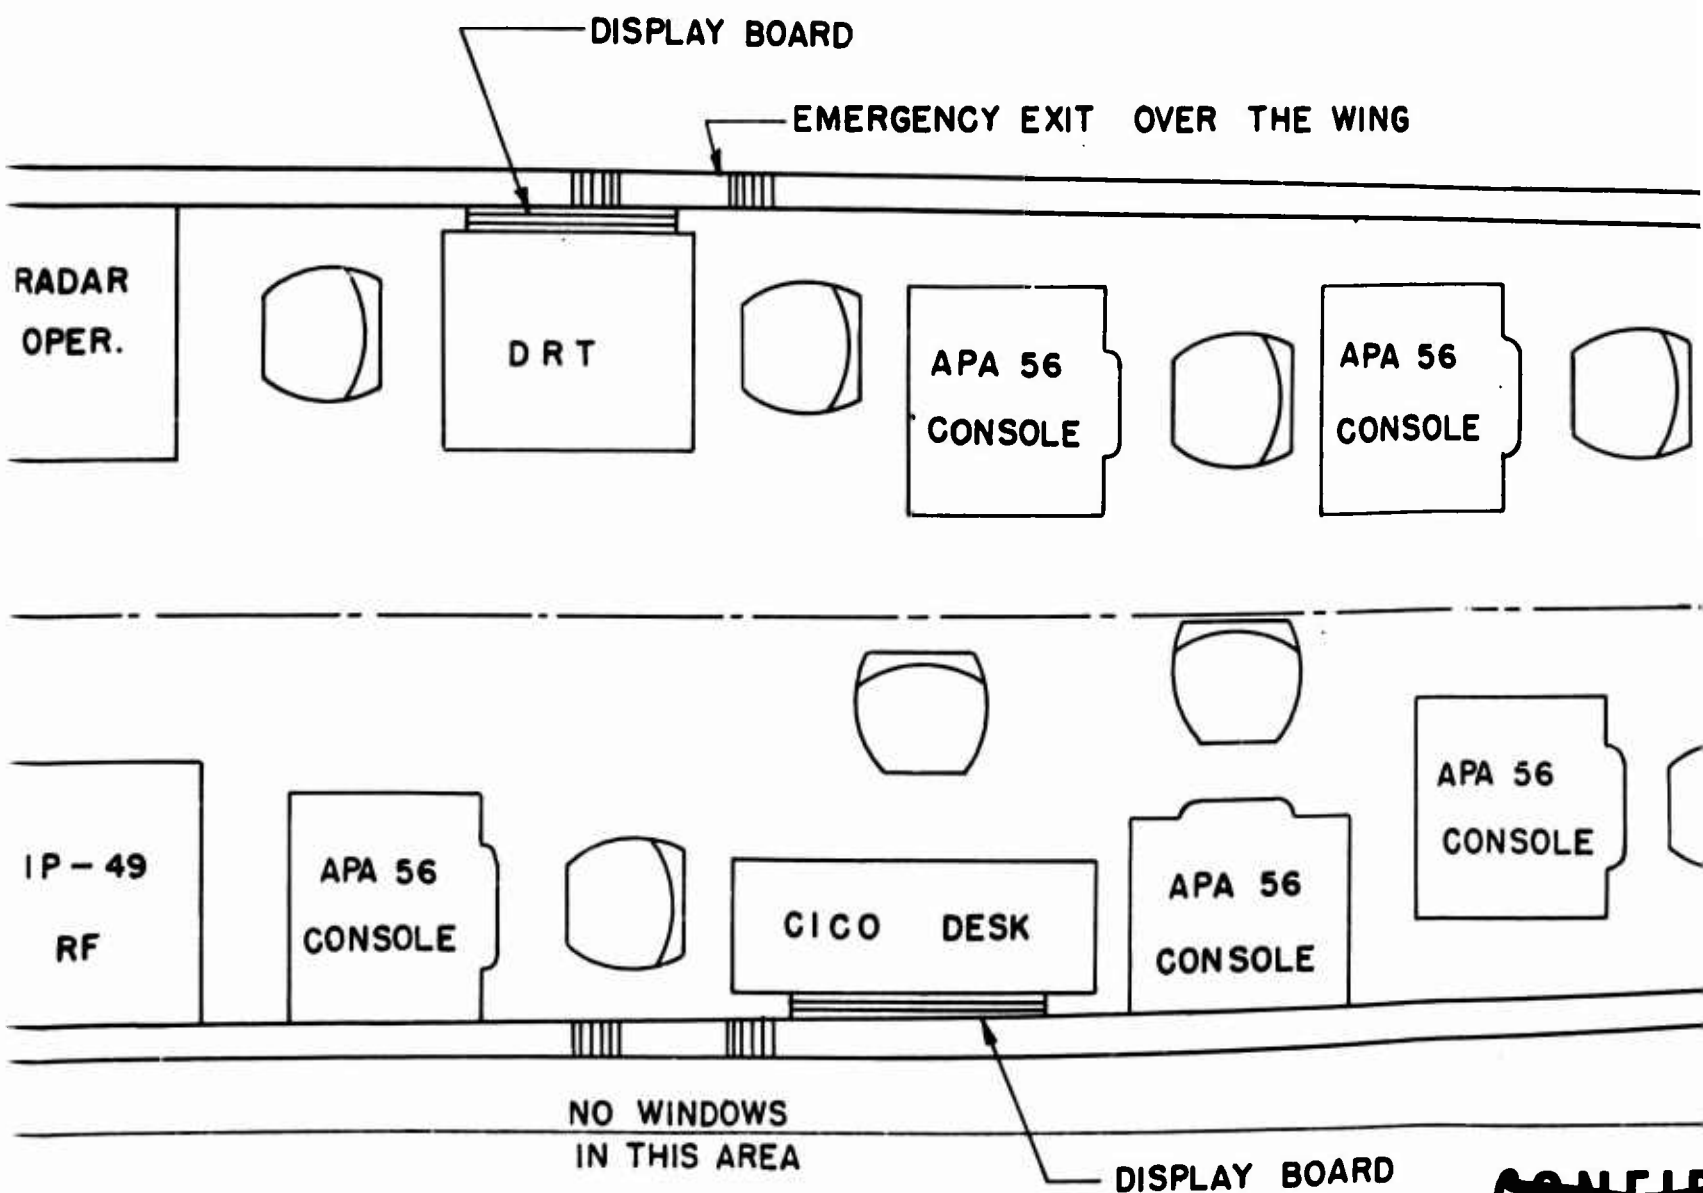 DISPLAY BOARD
EMERGENCY EXIT OVER THE WING
RADAR
OPER.
DRT
APA 56
CONSOLE
APA 56
CONSOLE
IP-49
RF
APA 56
CONSOLE
CICO DESK
APA 56
CONSOLE
APA 56
CONSOLE
NO WINDOWS
IN THIS AREA
DISPLAY BOARD